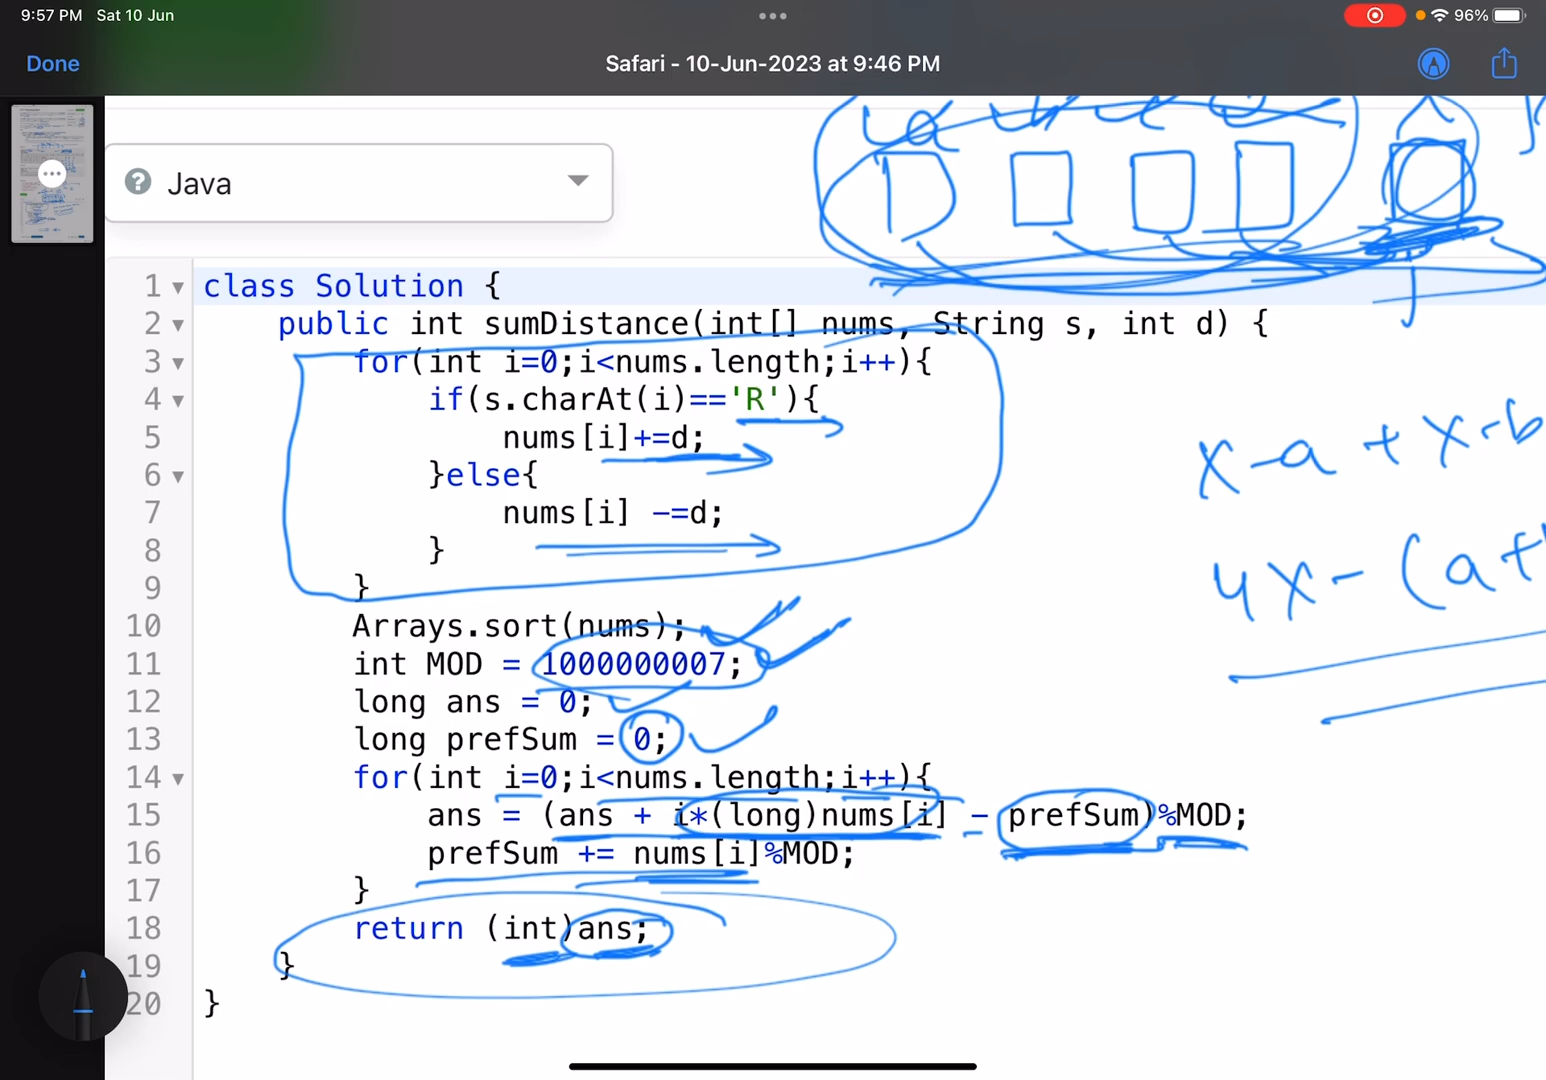 9:57 PM Sat 10 Jun
96%
Done
Safari - 10-Jun-2023 at 9:46 PM
a
x
Java
1 class Solution {
2 public int sumDistance(int[] nums, String s, int d) {
3 for(int i=0;i<nums.length;i++){
4 if(s.charAt(i)=='R'){
5 nums[i]+=d;
6 }else{
7 nums[i] -=d;
8 }
9 }
10 Arrays.sort(nums);
11 int MOD = 1000000007;
12 long ans = 0;
13 long prefSum = 0;
14 for(int i=0;i<nums.length;i++){
15 ans = (ans + i*(long)nums[i] - prefSum)%MOD;
16 prefSum += nums[i]%MOD;
17 }
18 return (int)ans;
19 }
20 }
x-a + x-b
4x - (a+